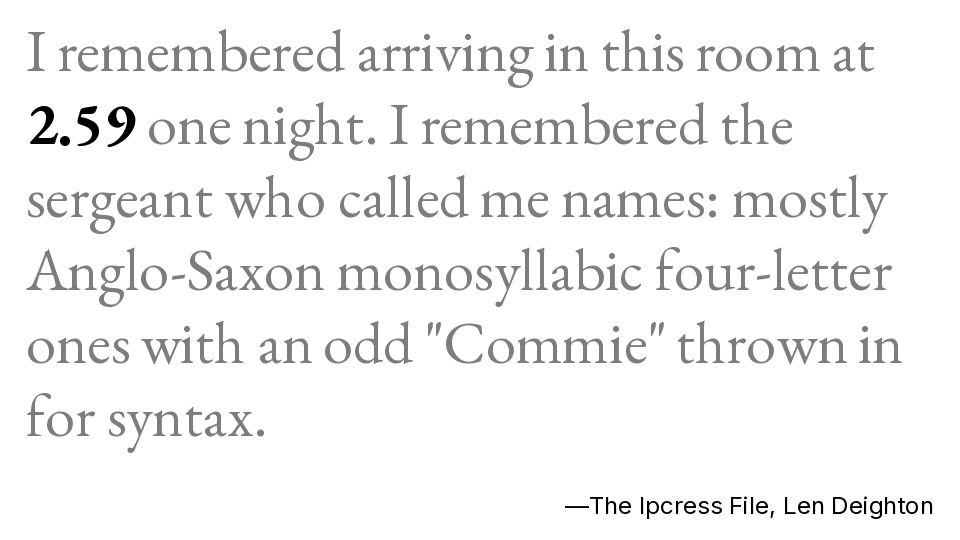 I remembered arriving in this room at
2.59 one night. I remembered the
sergeant who called me names: mostly
Anglo-Saxon monosyllabic four-letter
ones with an odd "Commie" thrown in
for syntax.
—The Ipcress File, Len Deighton